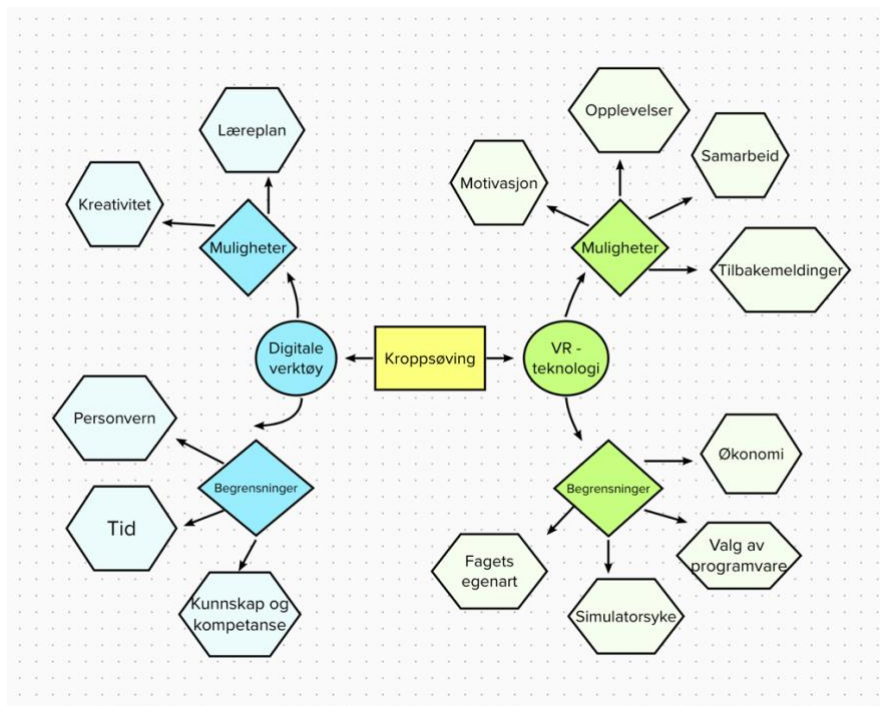 Kroppsøving
Digitale
verktøy
Muligheter
Kreativitet
Læreplan
Begrensninger
Personvern
Tid
Kunnskap og
kompetanse
VR -
teknologi
Muligheter
Motivasjon
Opplevelser
Samarbeid
Tilbakemeldinger
Begrensninger
Økonomi
Valg av
programvare
Simulatorsyke
Fagets
egenart